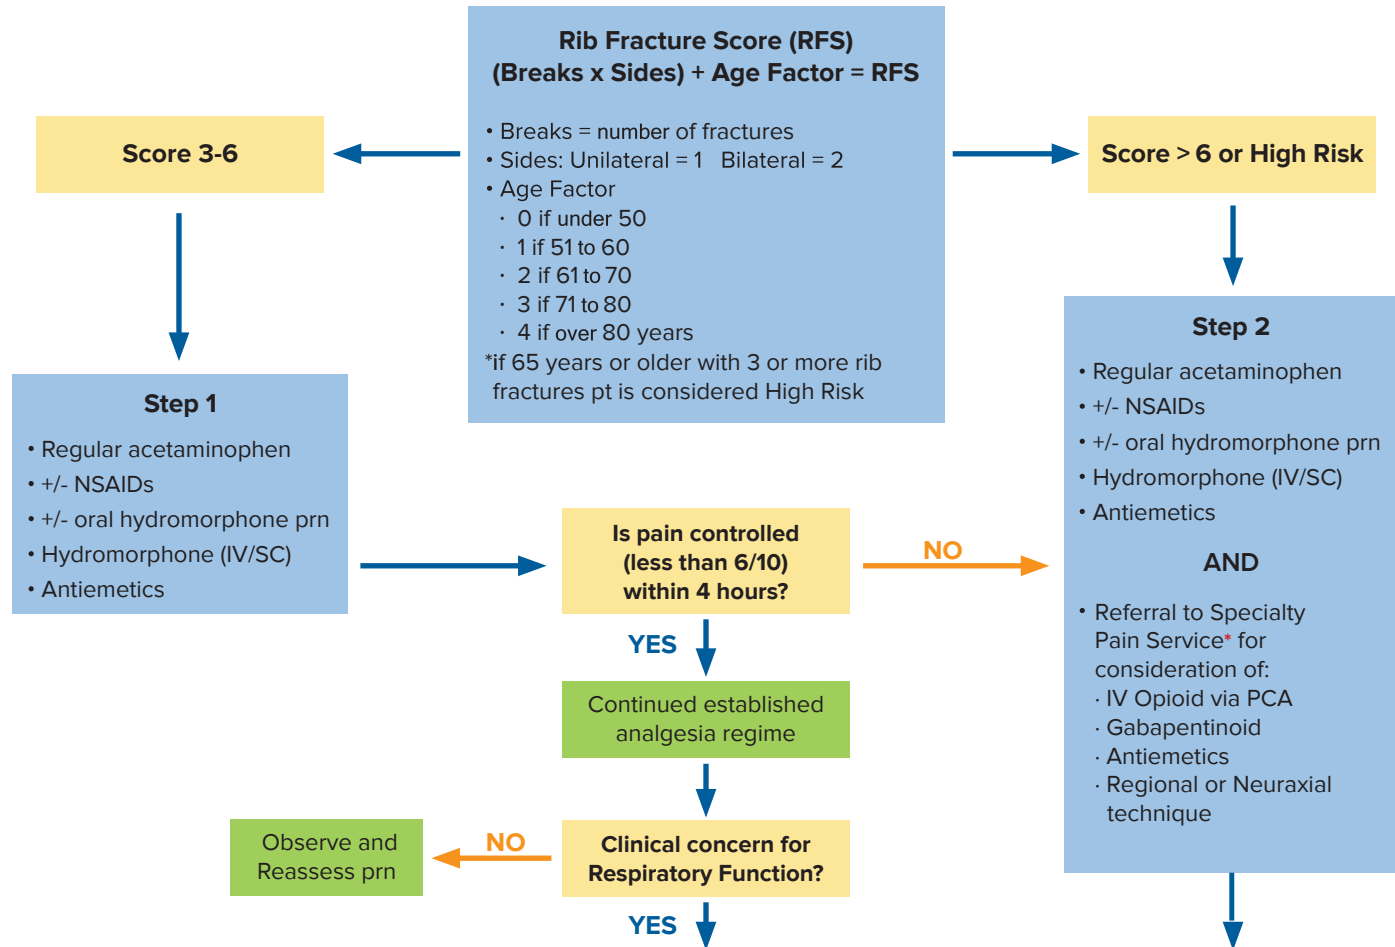 Rib Fracture Score (RFS)
(Breaks x Sides) + Age Factor = RFS
• Breaks = number of fractures
• Sides: Unilateral = 1 Bilateral = 2
• Age Factor
· 0 if under 50
· 1 if 51 to 60
· 2 if 61 to 70
· 3 if 71 to 80
· 4 if over 80 years
*if 65 years or older with 3 or more rib
fractures pt is considered High Risk
Score 3-6
Score > 6 or High Risk
Step 1
• Regular acetaminophen
• +/- NSAIDs
• +/- oral hydromorphone prn
• Hydromorphone (IV/SC)
• Antiemetics
Is pain controlled
(less than 6/10)
within 4 hours?
NO
YES
Continued established
analgesia regime
Clinical concern for
Respiratory Function?
NO
Observe and
Reassess prn
YES
Step 2
• Regular acetaminophen
• +/- NSAIDs
• +/- oral hydromorphone prn
• Hydromorphone (IV/SC)
• Antiemetics
AND
• Referral to Specialty
Pain Service* for
consideration of:
· IV Opioid via PCA
· Gabapentinoid
· Antiemetics
· Regional or Neuraxial
technique